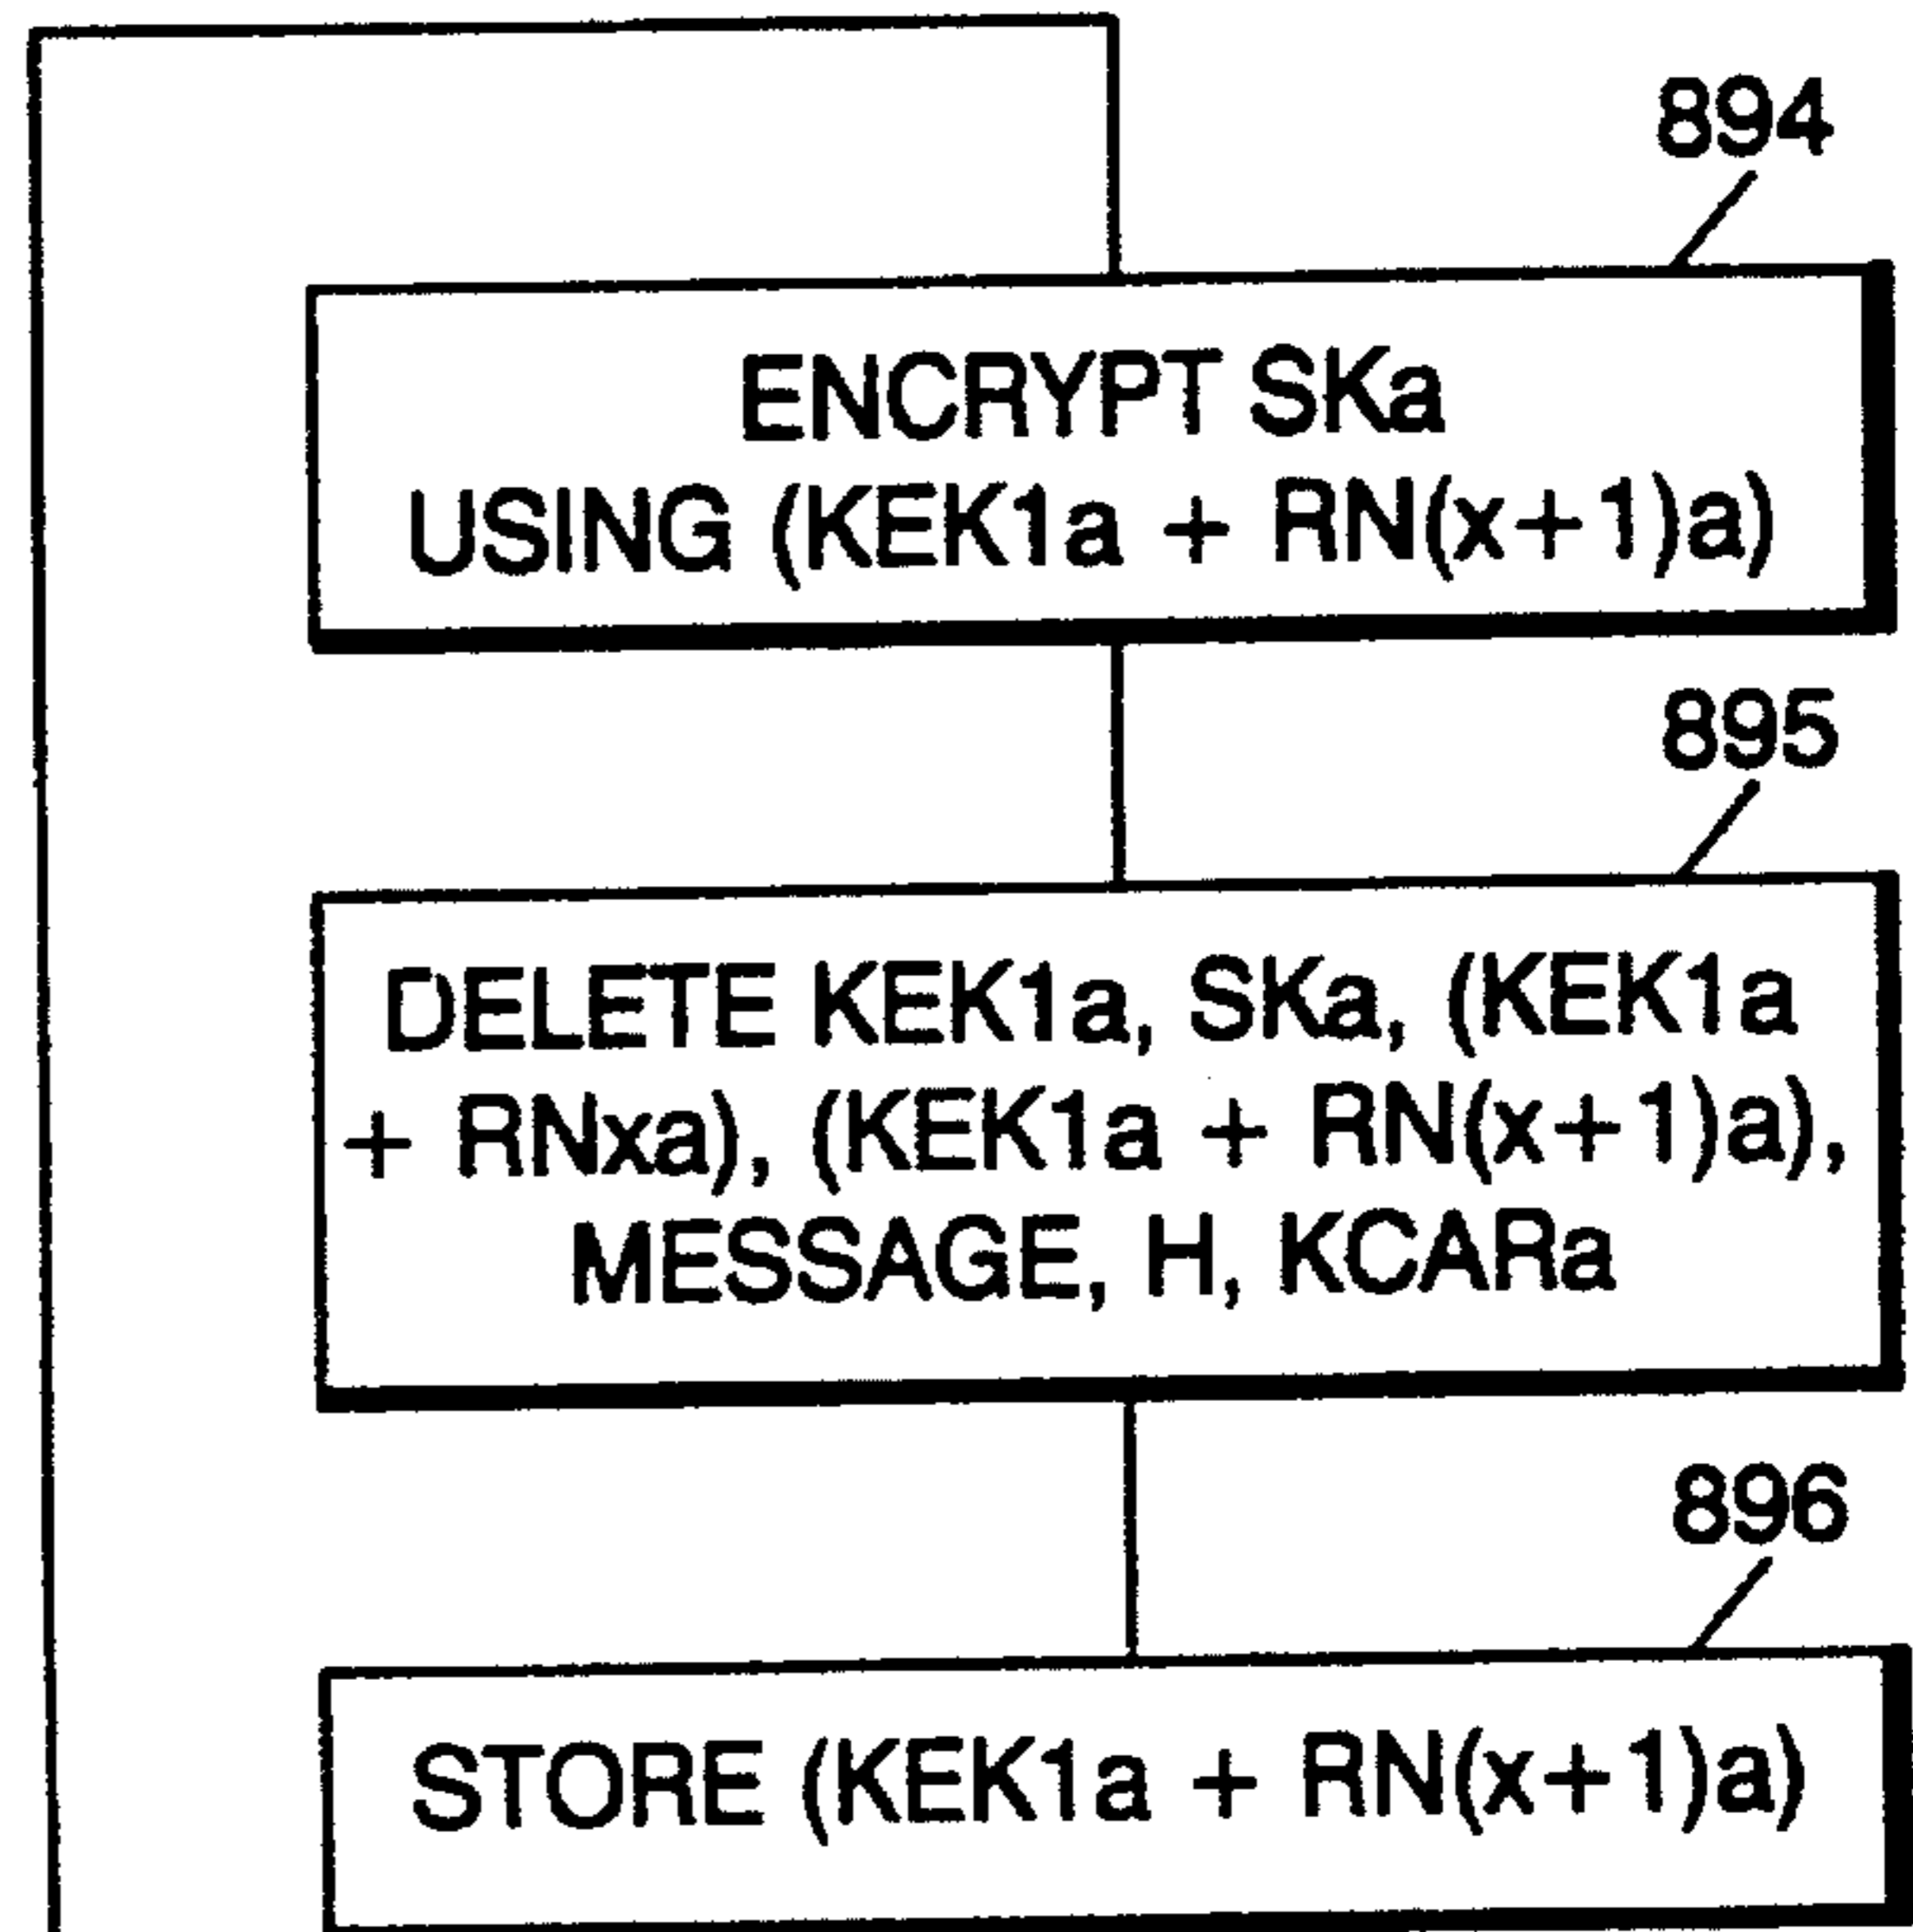 894
ENCRYPT SKa
USING (KEK1a + RN(x+1)a)
895
DELETE KEK1a, SKa, (KEK1a
+ RNxa), (KEK1a + RN(x+1)a),
MESSAGE, H, KCARa
896
STORE (KEK1a + RN(x+1)a)